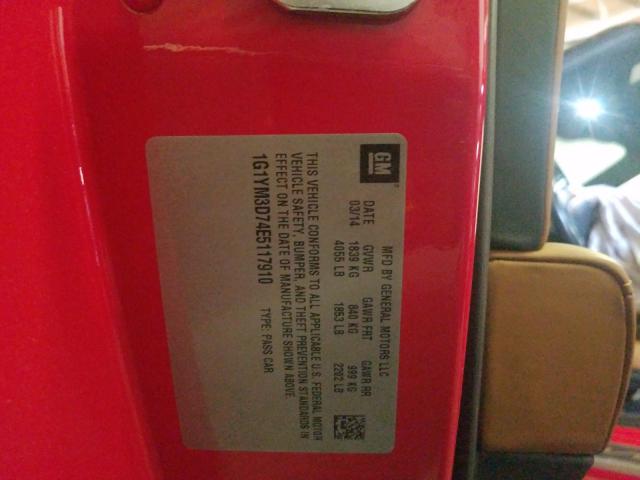 GM
MFD BY GENERAL MOTORS LLC
DATE GVWR GAWR FRT GAWR RR
03/14 1839 KG 840 KG 999 KG
4055 LB 1853 LB 2202 LB
THIS VEHICLE CONFORMS TO ALL APPLICABLE U.S. FEDERAL MOTOR
VEHICLE SAFETY, BUMPER, AND THEFT PREVENTION STANDARDS IN
EFFECT ON THE DATE OF MANUFACTURE SHOWN ABOVE.
1G1YM3D74E5117910 TYPE: PASS CAR